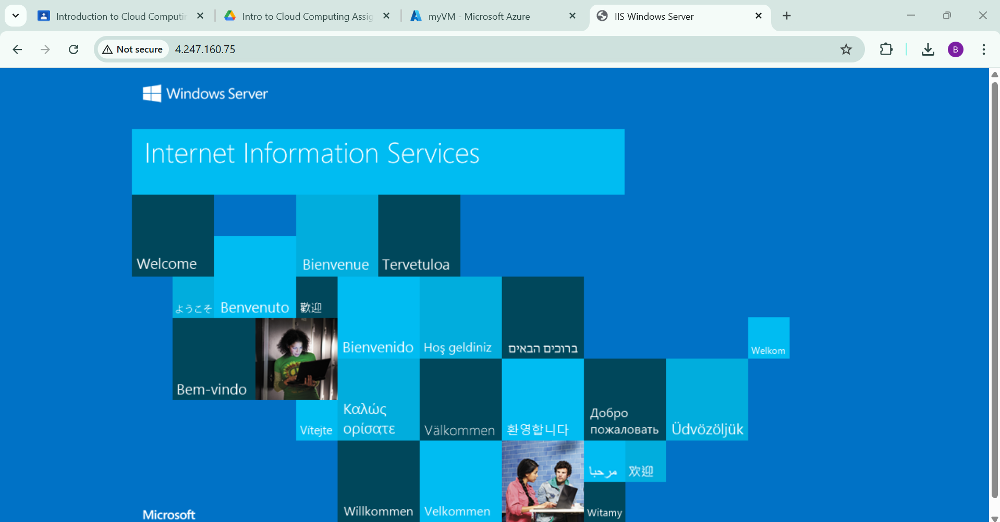 Introduction to Cloud Computin
Intro to Cloud Computing Assig
myVM - Microsoft Azure
IIS Windows Server
Not secure
4.247.160.75
B
Windows Server
Internet Information Services
Welcome
Bienvenue
Tervetuloa
ようこそ
Benvenuto
歡迎
Bienvenido
Hoş geldiniz
ברוכים הבאים
Welkom
Bem-vindo
Vítejte
Καλώς
ορίσατε
Välkommen
환영합니다
Добро
пожаловать
Üdvözöljük
مرحبا
欢迎
Willkommen
Velkommen
Witamy
Microsoft